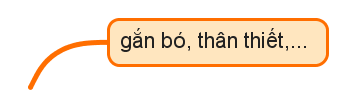 gắn bó, thân thiết,...